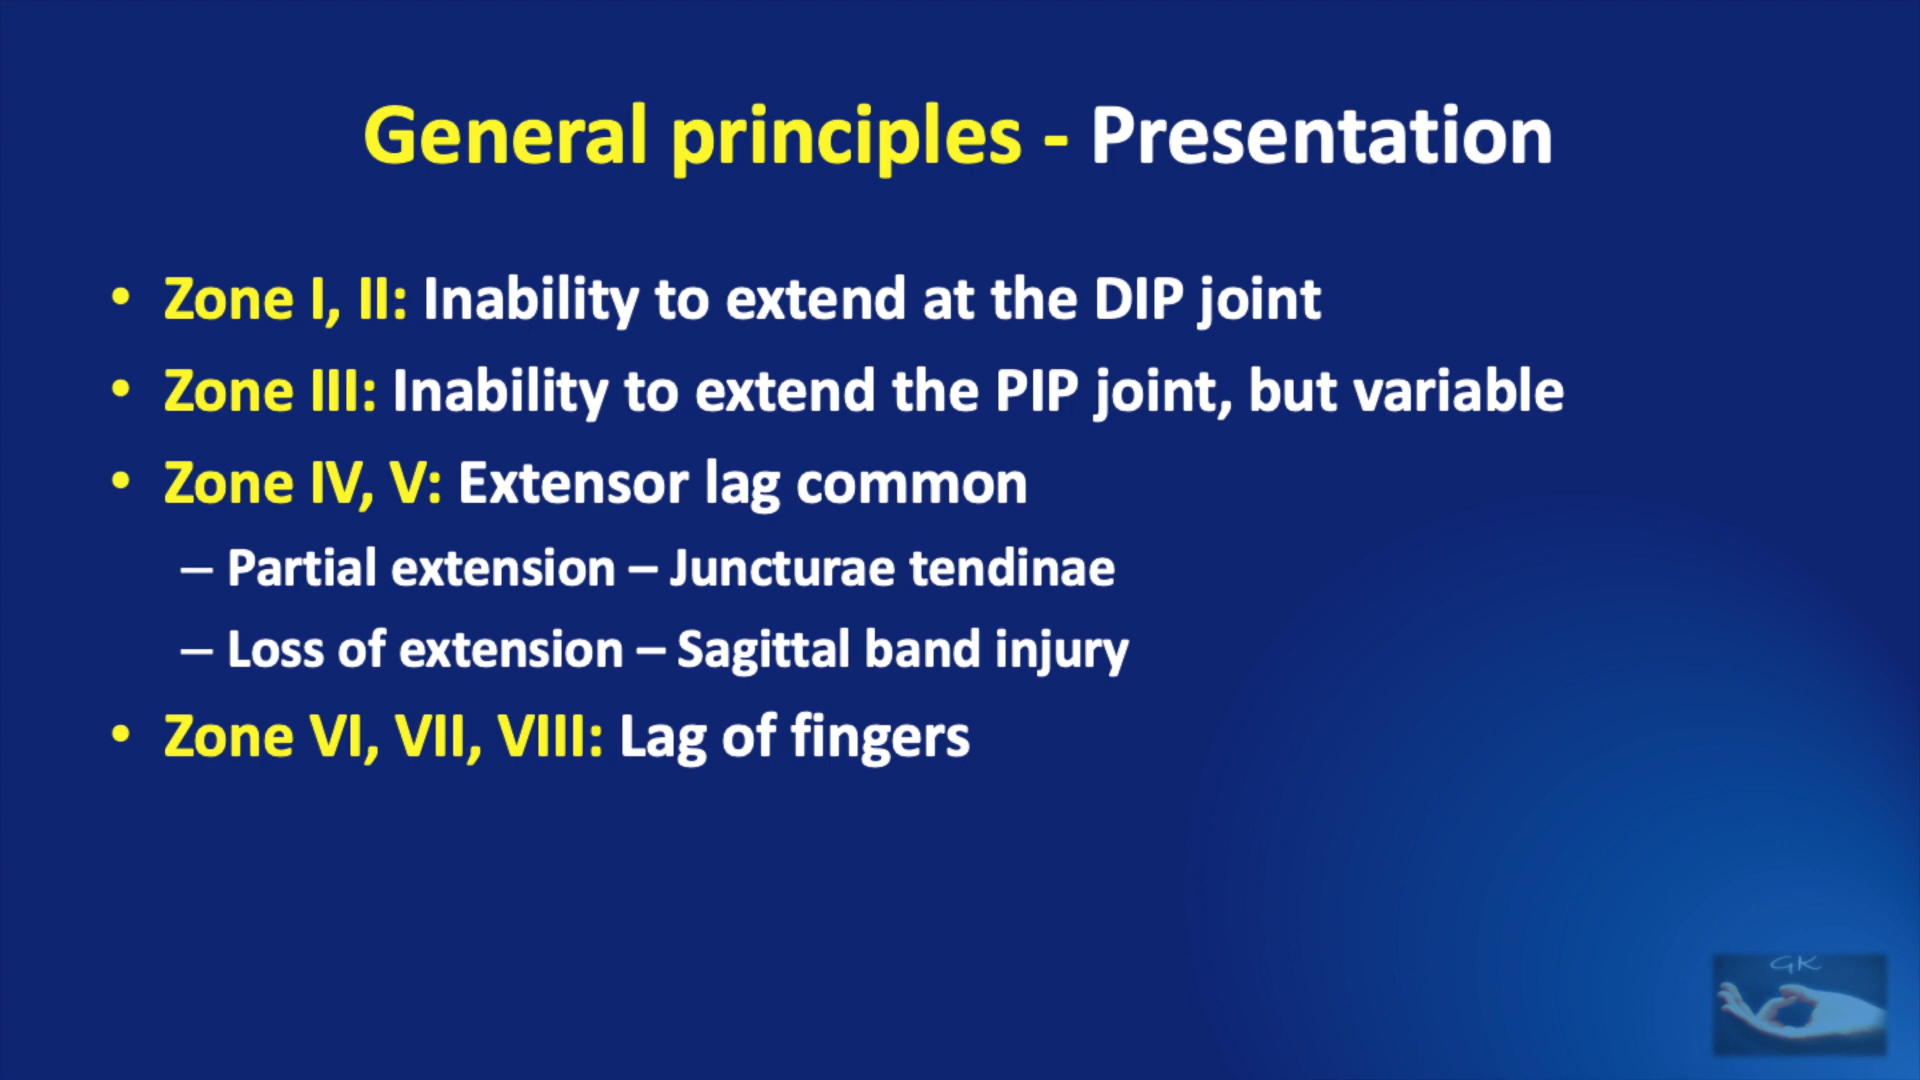 General principles - Presentation
• Zone I, II: Inability to extend at the DIP joint
• Zone III: Inability to extend the PIP joint, but variable
• Zone IV, V: Extensor lag common
– Partial extension – Juncturae tendinae
– Loss of extension – Sagittal band injury
• Zone VI, VII, VIII: Lag of fingers
GK